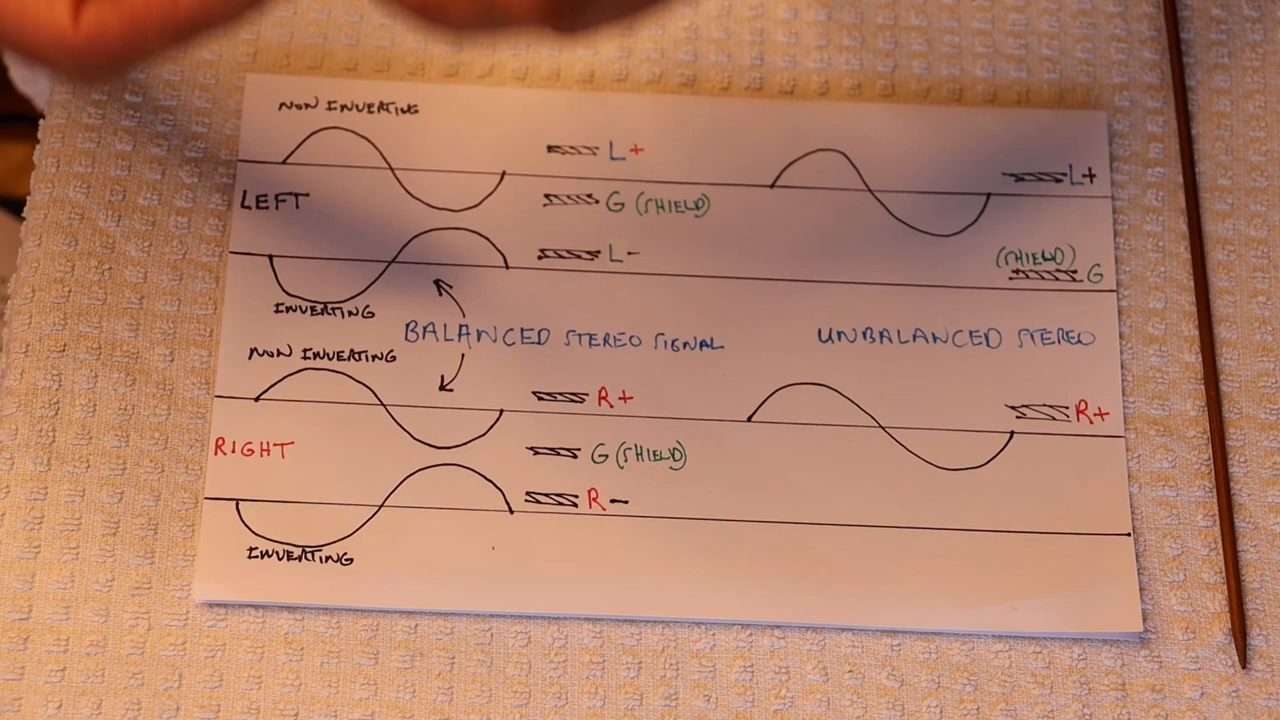 NON INVERTING
L+
L+
LEFT
G (SHIELD)
L-
(SHIELD)
G
INVERTING
BALANCED STEREO SIGNAL
UNBALANCED STEREO
NON INVERTING
R+
R+
RIGHT
G (SHIELD)
R-
INVERTING